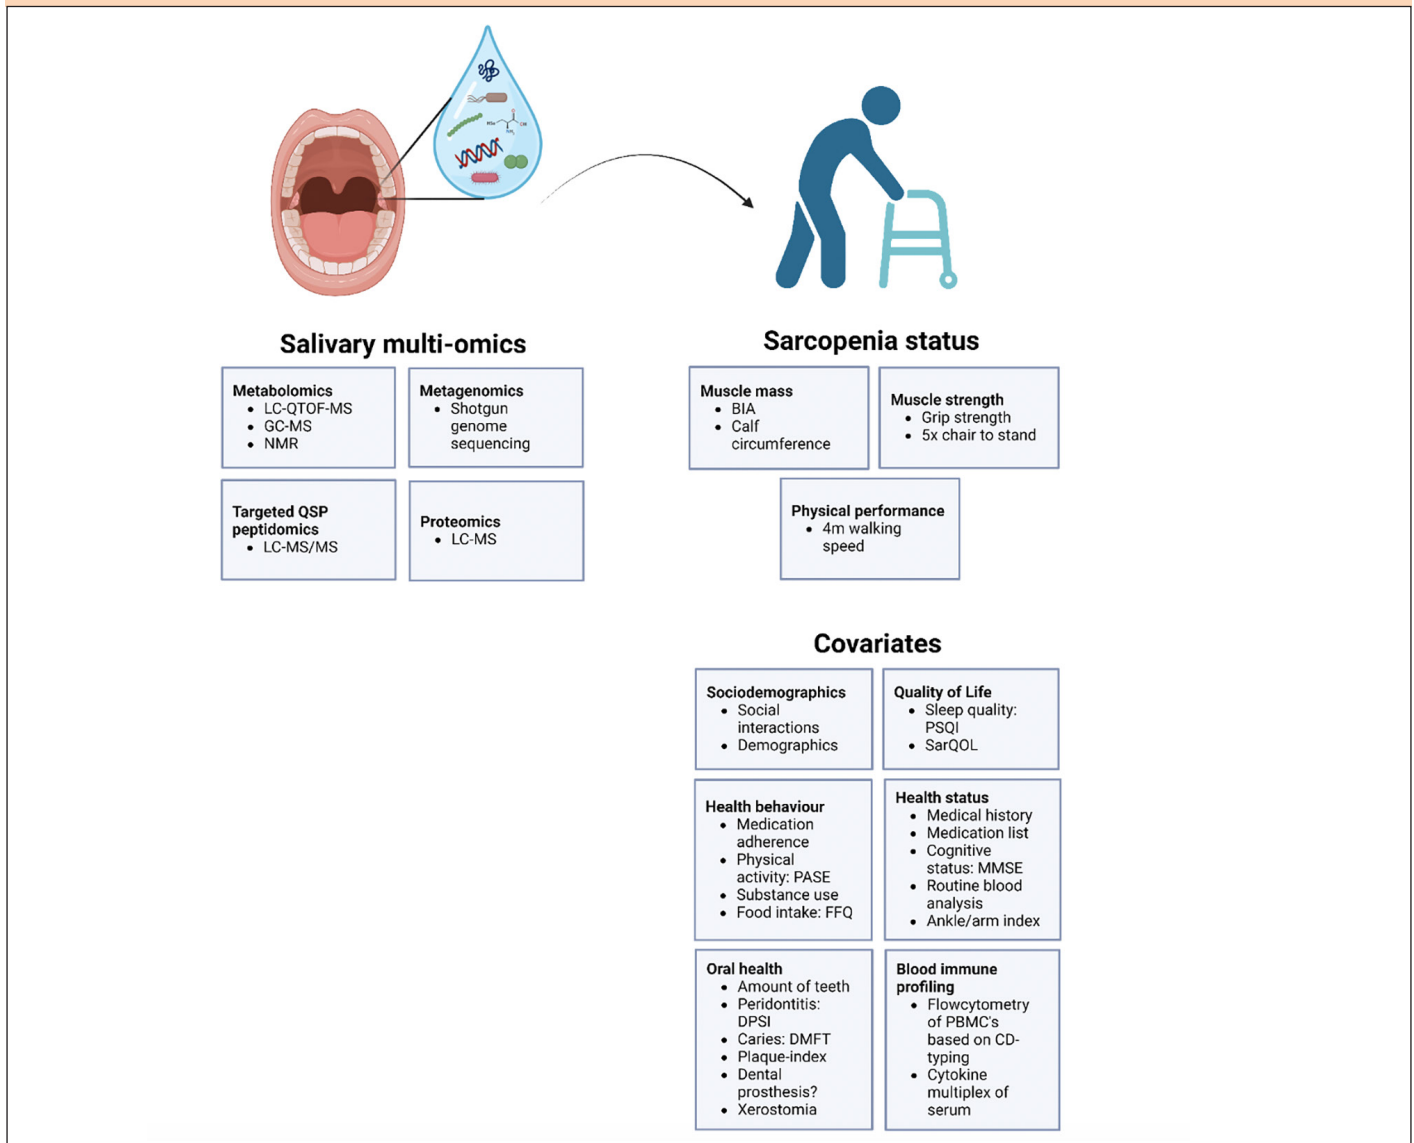 Salivary multi-omics
Metabolomics
• LC-QTOF-MS
• GC-MS
• NMR
Metagenomics
• Shotgun
genome
sequencing
Targeted QSP
peptidomics
• LC-MS/MS
Proteomics
• LC-MS
Sarcopenia status
Muscle mass
• BIA
• Calf
circumference
Muscle strength
• Grip strength
• 5x chair to stand
Physical performance
• 4m walking
speed
Covariates
Sociodemographics
• Social
interactions
• Demographics
Quality of Life
• Sleep quality:
PSQI
• SarQOL
Health behaviour
• Medication
adherence
• Physical
activity: PASE
• Substance use
• Food intake: FFQ
Health status
• Medical history
• Medication list
• Cognitive
status: MMSE
• Routine blood
analysis
• Ankle/arm index
Oral health
• Amount of teeth
• Peridontitis:
DPSI
• Caries: DMFT
• Plaque-index
• Dental
prosthesis?
• Xerostomia
Blood immune
profiling
• Flowcytometry
of PBMC's
based on CD-
typing
• Cytokine
multiplex of
serum